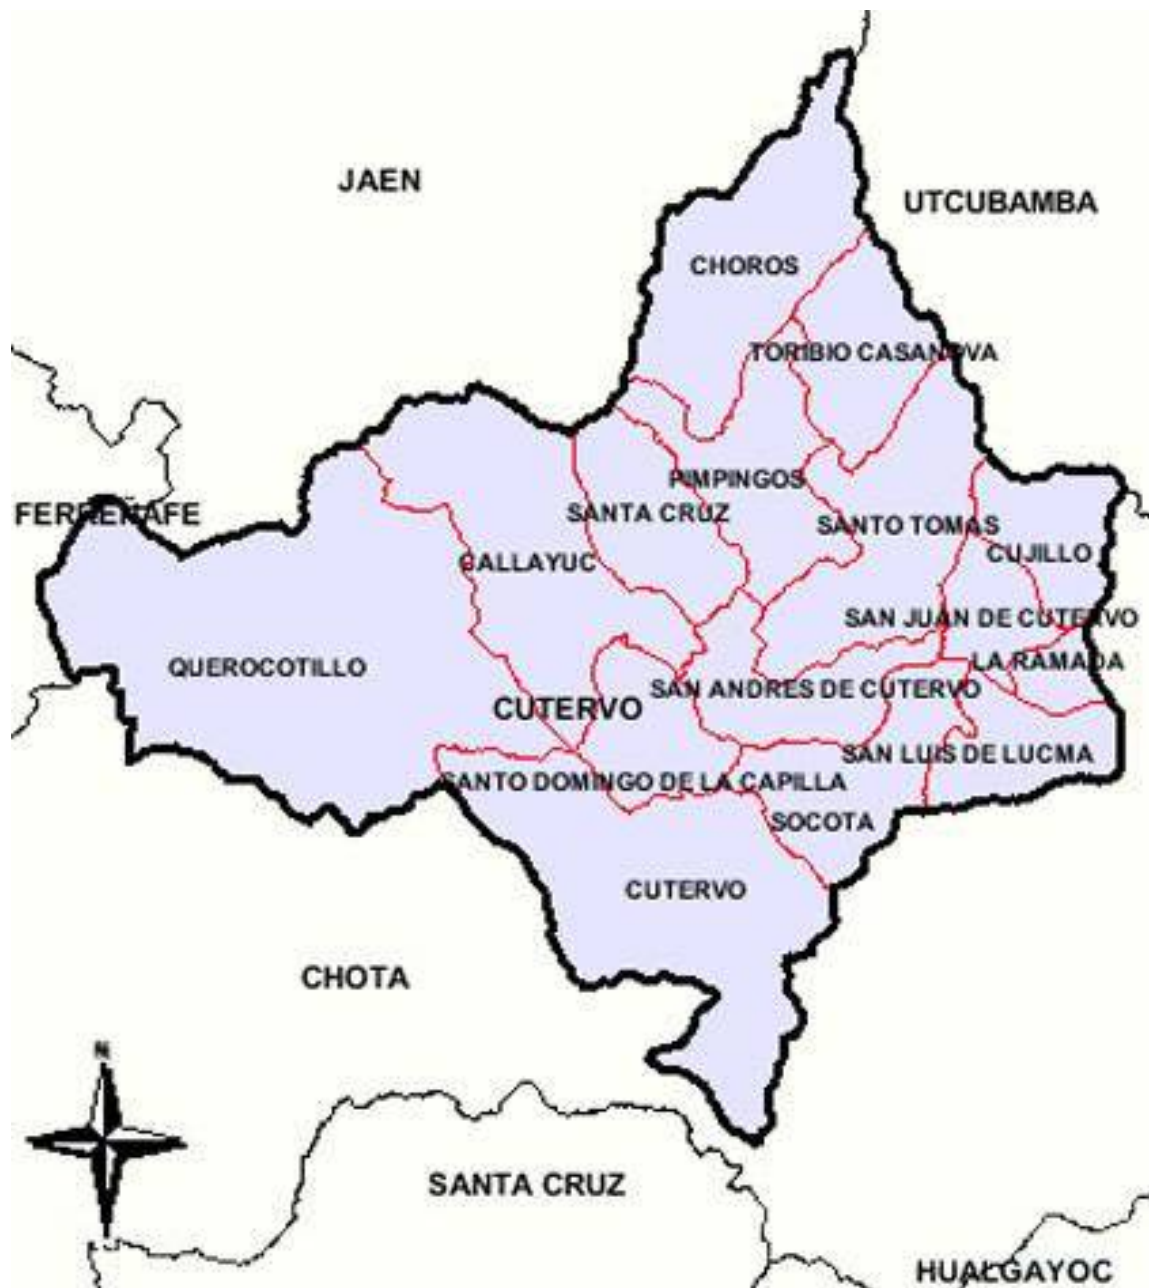 JAEN
UTCUBAMBA
CHOROS
TORIBIO CASANOVA
PIMPINGOS
FERREÑAFE
SANTA CRUZ
SANTO TOMAS
CALLAYUC
CUJILLO
SAN JUAN DE CUTERVO
QUEROCOTILLO
LA RAMADA
SAN ANDRES DE CUTERVO
CUTERVO
SAN LUIS DE LUCMA
SANTO DOMINGO DE LA CAPILLA
SOCOTA
CUTERVO
CHOTA
N
SANTA CRUZ
HUALGAYOC